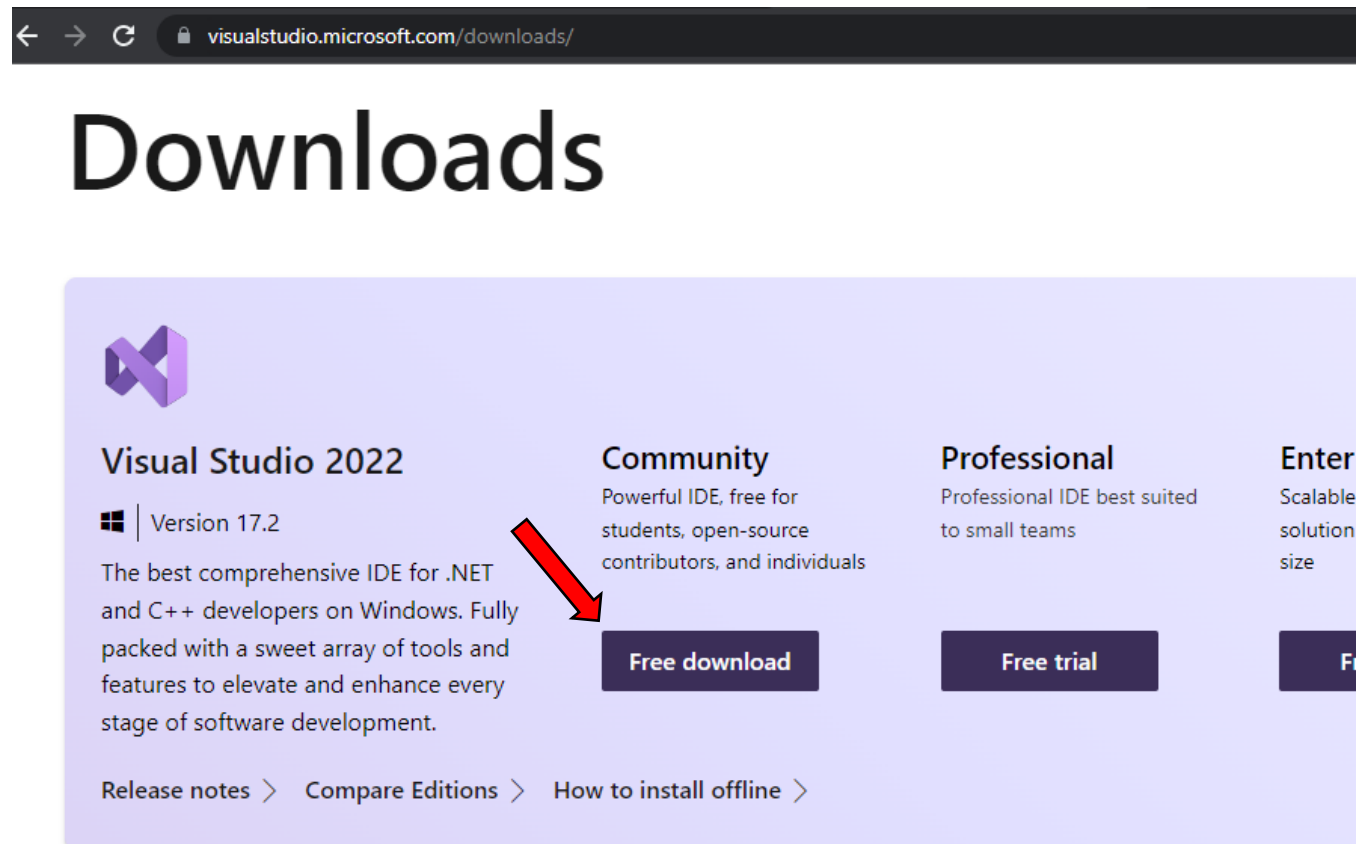 visualstudio.microsoft.com/downloads/
Downloads
Visual Studio 2022
Version 17.2
The best comprehensive IDE for .NET
and C++ developers on Windows. Fully
packed with a sweet array of tools and
features to elevate and enhance every
stage of software development.
Community
Powerful IDE, free for
students, open-source
contributors, and individuals
Free download
Professional
Professional IDE best suited
to small teams
Free trial
Enter
Scalable
solution
size
Fr
Release notes
Compare Editions
How to install offline